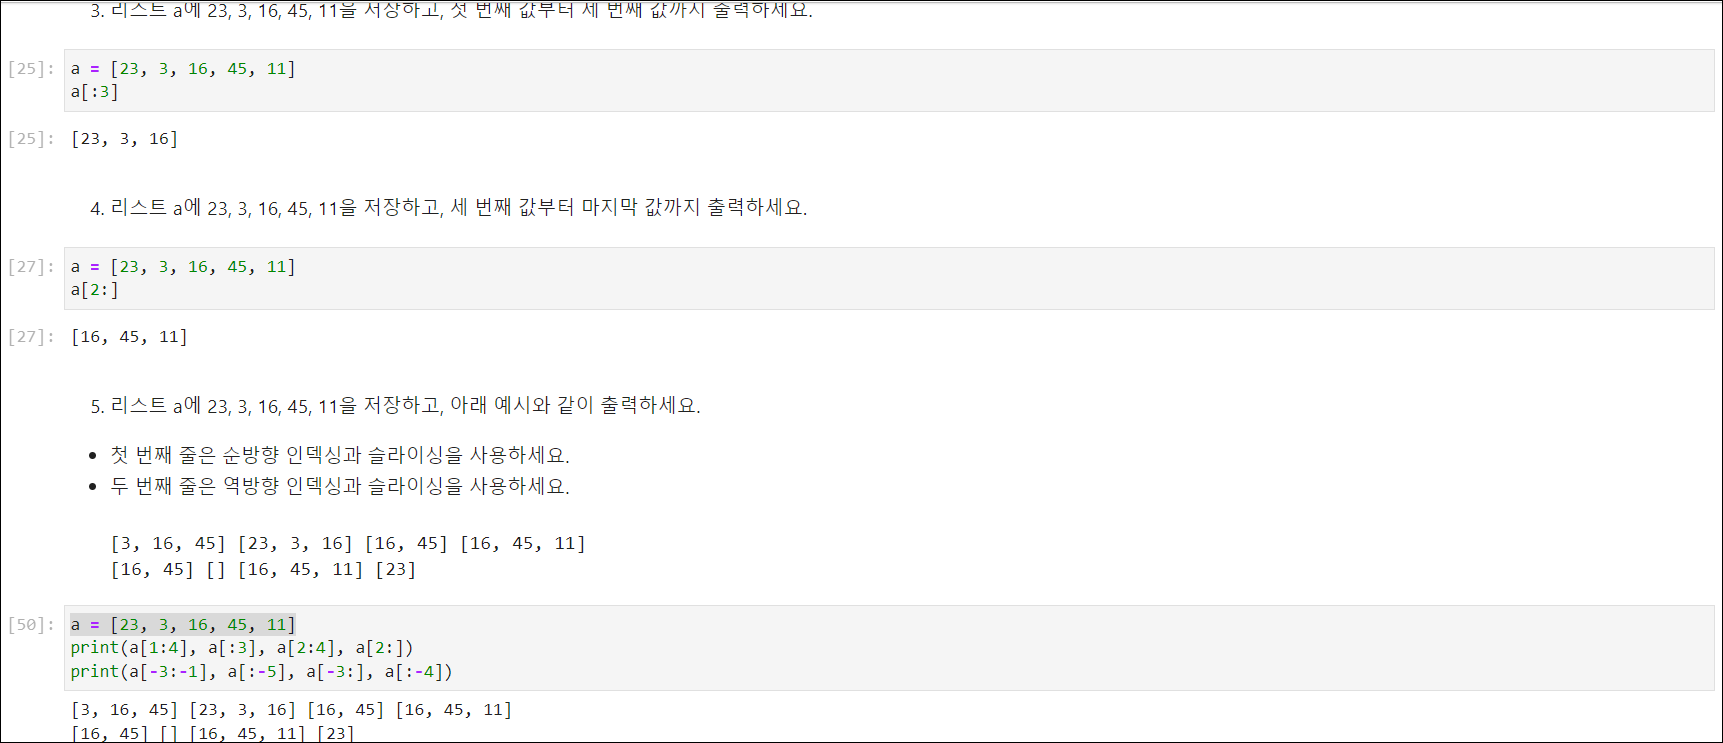 3. 리스트 a에 23, 3, 16, 45, 11을 저장하고, 첫 번째 값부터 세 번째 값까지 출력하세요.
[25]: a = [23, 3, 16, 45, 11]
a[:3]
[25]: [23, 3, 16]
4. 리스트 a에 23, 3, 16, 45, 11을 저장하고, 세 번째 값부터 마지막 값까지 출력하세요.
[27]: a = [23, 3, 16, 45, 11]
a[2:]
[27]: [16, 45, 11]
5. 리스트 a에 23, 3, 16, 45, 11을 저장하고, 아래 예시와 같이 출력하세요.
• 첫 번째 줄은 순방향 인덱싱과 슬라이싱을 사용하세요.
• 두 번째 줄은 역방향 인덱싱과 슬라이싱을 사용하세요.
[3, 16, 45] [23, 3, 16] [16, 45] [16, 45, 11]
[16, 45] [] [16, 45, 11] [23]
[50]: a = [23, 3, 16, 45, 11]
print(a[1:4], a[:3], a[2:4], a[2:])
print(a[-3:-1], a[:-5], a[-3:], a[:-4])
[3, 16, 45] [23, 3, 16] [16, 45] [16, 45, 11]
[16, 45] [] [16, 45, 11] [23]